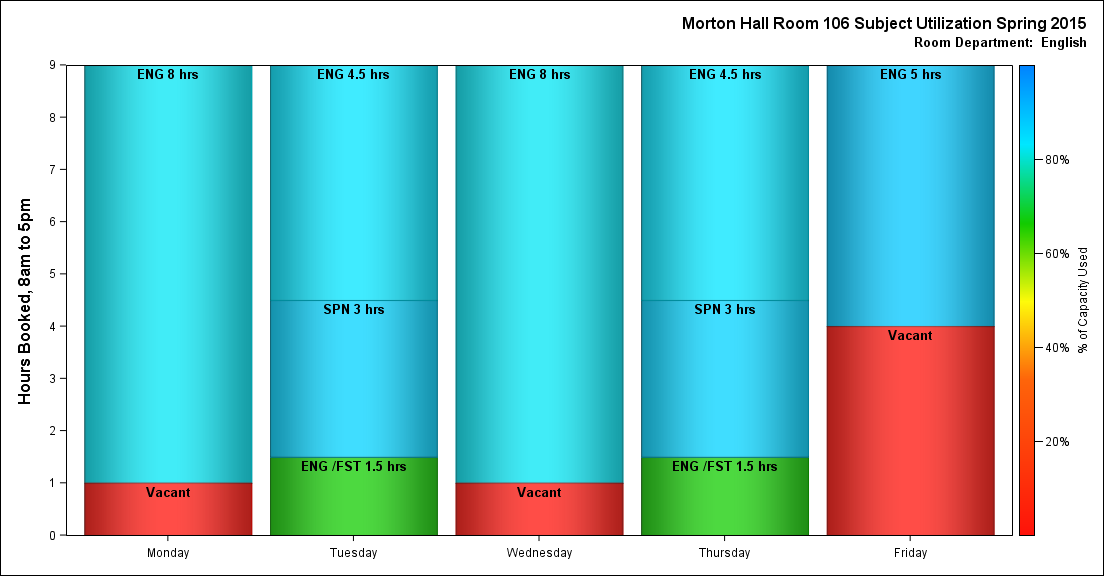 Morton Hall Room 106 Subject Utilization Spring 2015
Room Department:  English
Hours Booked, 8am to 5pm
9
8
7
6
5
4
3
2
1
0
ENG 8 hrs
Vacant
ENG 4.5 hrs
SPN 3 hrs
ENG /FST 1.5 hrs
ENG 8 hrs
Vacant
ENG 4.5 hrs
SPN 3 hrs
ENG /FST 1.5 hrs
ENG 5 hrs
Vacant
Monday
Tuesday
Wednesday
Thursday
Friday
80%
60%
40%
20%
% of Capacity Used